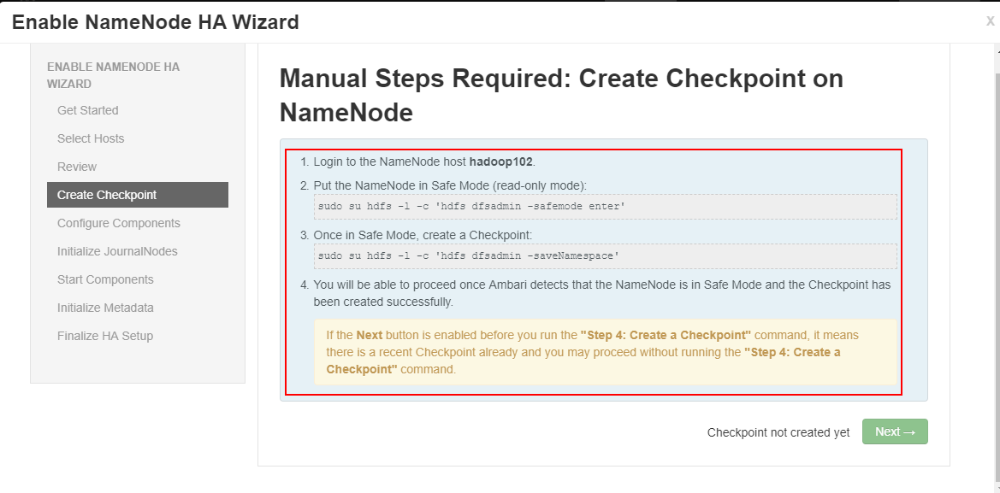 Enable NameNode HA Wizard
x
ENABLE NAMENODE HA
WIZARD
Get Started
Select Hosts
Review
Create Checkpoint
Configure Components
Initialize JournalNodes
Start Components
Initialize Metadata
Finalize HA Setup
Manual Steps Required: Create Checkpoint on
NameNode
1. Login to the NameNode host hadoop102.
2. Put the NameNode in Safe Mode (read-only mode):
sudo su hdfs -l -c 'hdfs dfsadmin -safemode enter'
3. Once in Safe Mode, create a Checkpoint:
sudo su hdfs -l -c 'hdfs dfsadmin -saveNamespace'
4. You will be able to proceed once Ambari detects that the NameNode is in Safe Mode and the Checkpoint has
been created successfully.
If the Next button is enabled before you run the "Step 4: Create a Checkpoint" command, it means
there is a recent Checkpoint already and you may proceed without running the "Step 4: Create a
Checkpoint" command.
Checkpoint not created yet
Next →